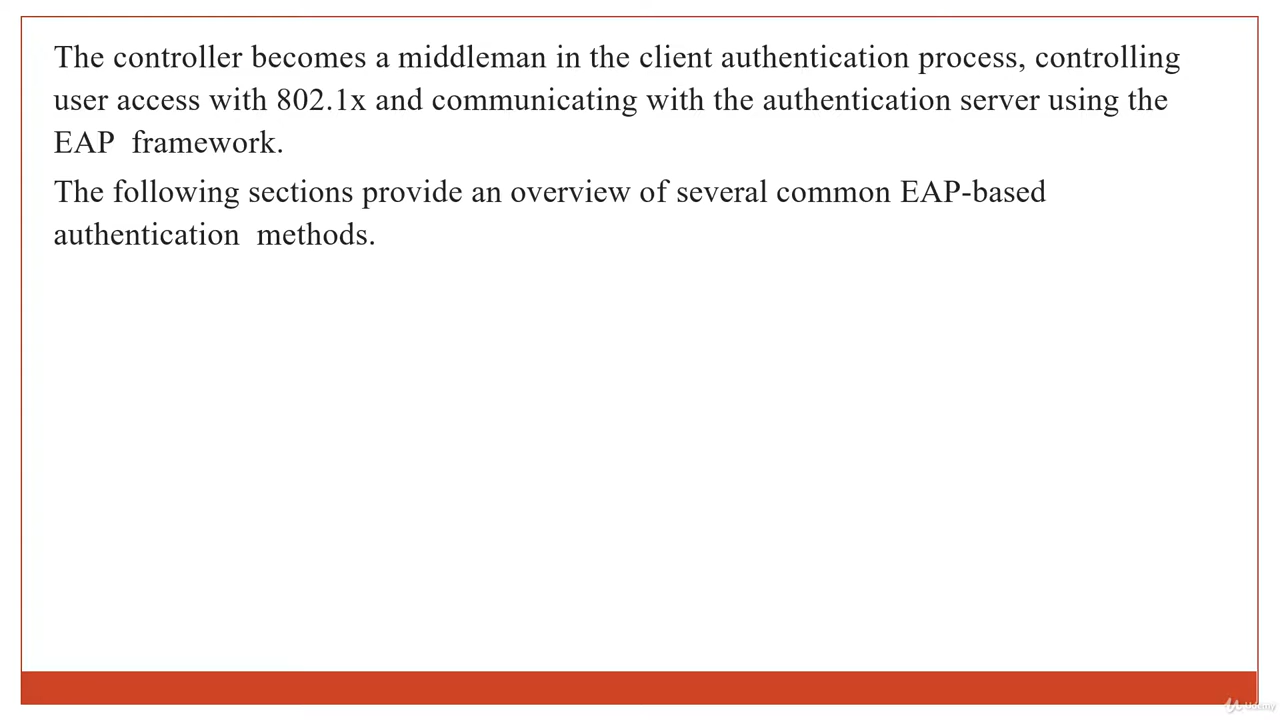 The controller becomes a middleman in the client authentication process, controlling
user access with 802.1x and communicating with the authentication server using the
EAP  framework.
The following sections provide an overview of several common EAP-based
authentication  methods.
Udemy